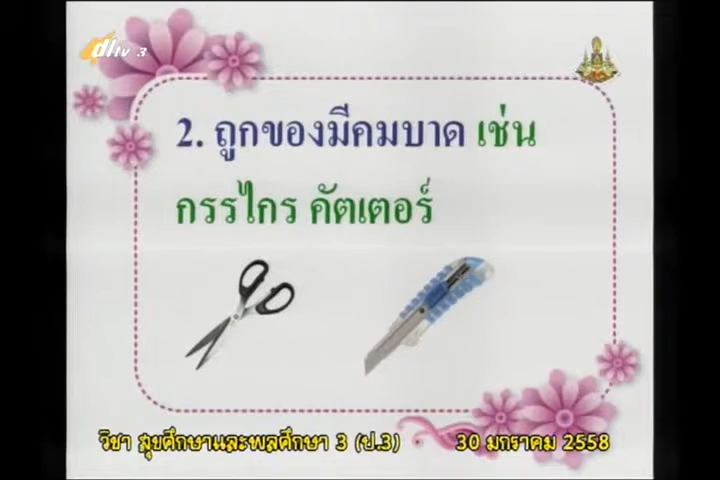 dltv 3
2. ถูกของมีคมบาด เช่น
กรรไกร คัตเตอร์
วิชา สุขศึกษาและพลศึกษา 3 (ป.3) 30 มกราคม 2558